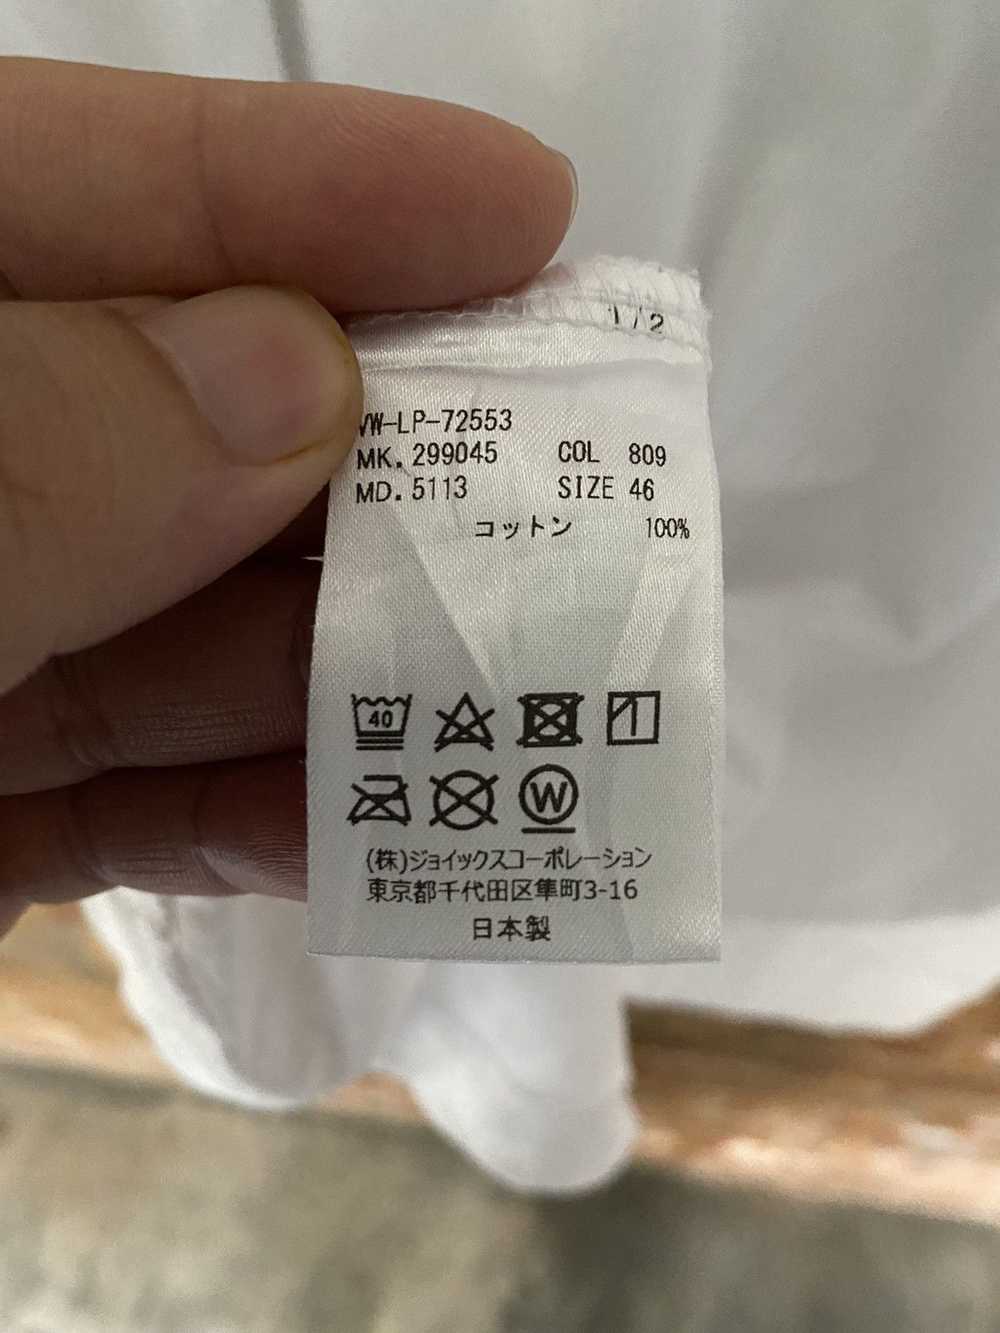 1/2
VW-LP-72553
MK. 299045 COL 809
MD. 5113 SIZE 46
コットン 100%
40
W
(株)ジョイックスコーポレーション
東京都千代田区隼町3-16
日本製